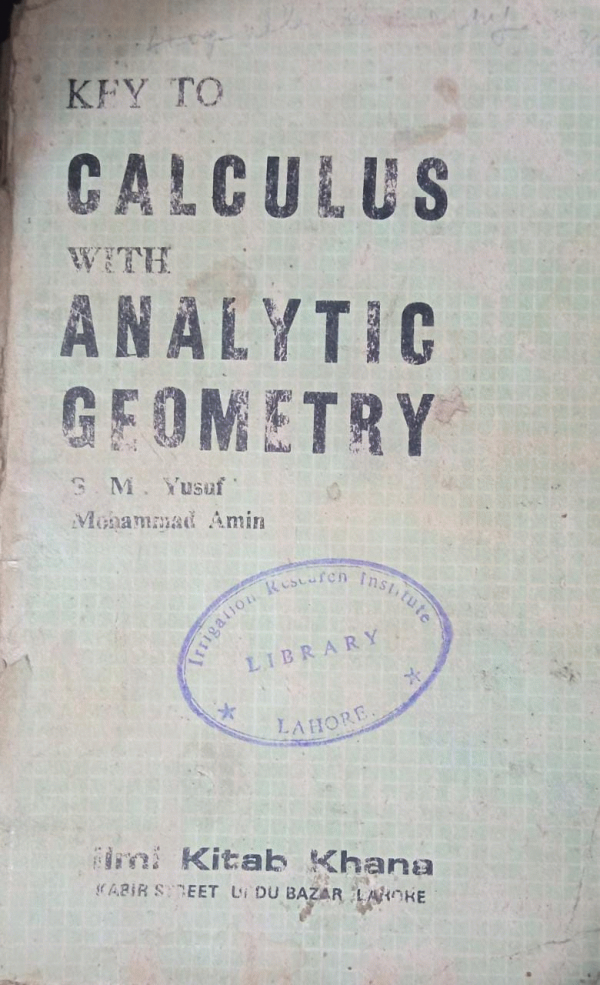 KEY TO
CALCULUS
WITH
ANALYTIC
GEOMETRY
S. M. Yusuf
Mohammad Amin
Irrigation Research Institute
LIBRARY
LAHORE.
Ilmi Kitab Khana
KABIR STREET URDU BAZAR LAHORE